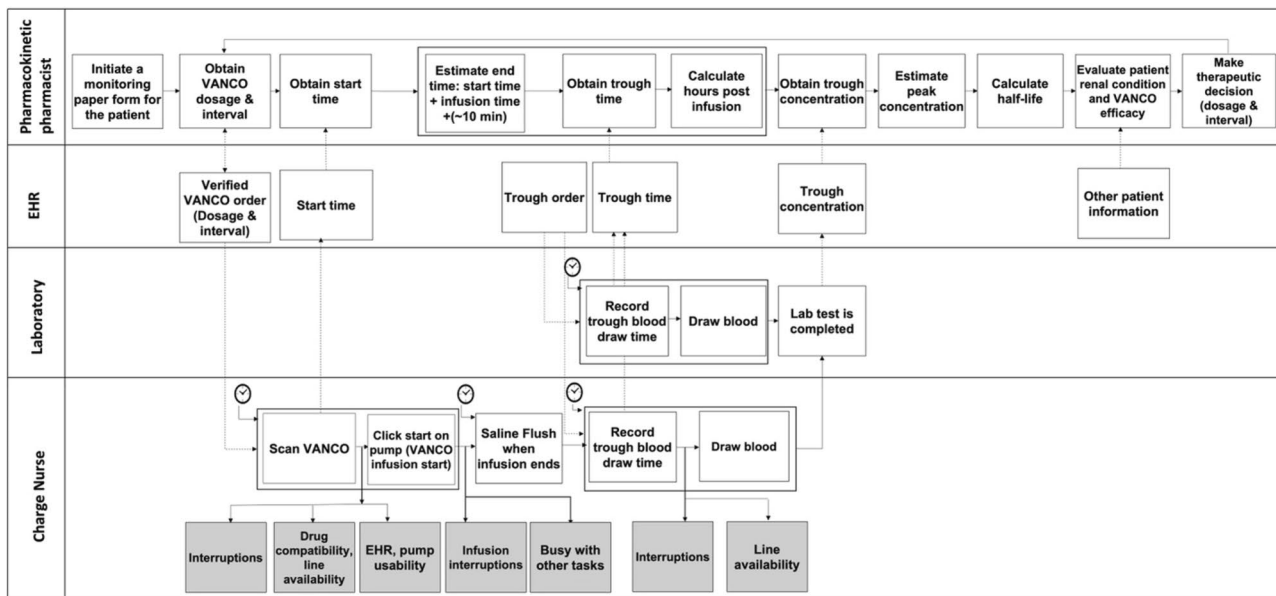 Pharmacokinetic
pharmacist
Initiate a
monitoring
paper form for
the patient
Obtain
VANCO
dosage &
interval
Obtain start
time
Estimate end
time: start time
+ infusion time
+(~10 min)
Obtain trough
time
Calculate
hours post
infusion
Obtain trough
concentration
Estimate
peak
concentration
Calculate
half-life
Evaluate patient
renal condition
and VANCO
efficacy
Make
therapeutic
decision
(dosage &
interval)
EHR
Verified
VANCO order
(Dosage &
interval)
Start time
Trough order
Trough time
Trough
concentration
Other patient
information
Laboratory
Record
trough blood
draw time
Draw blood
Lab test is
completed
Charge Nurse
Scan VANCO
Click start on
pump (VANCO
infusion start)
Saline Flush
when
infusion ends
Record
trough blood
draw time
Draw blood
Interruptions
Drug
compatibility,
line
availability
EHR, pump
usability
Infusion
interruptions
Busy with
other tasks
Interruptions
Line
availability